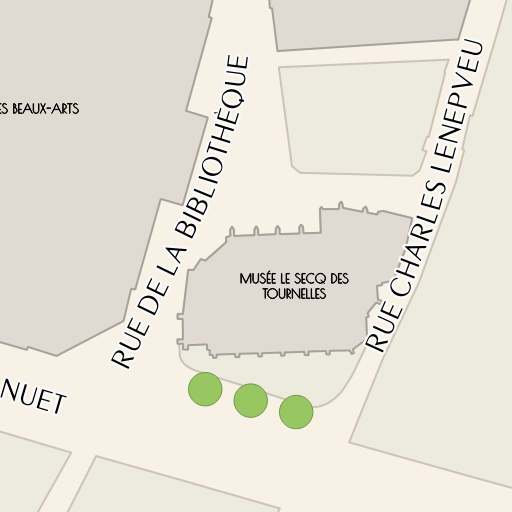 ES BEAUX-ARTS
RUE DE LA BIBLIOTHÈQUE
RUE CHARLES LENEPVEU
MUSÉE LE SECQ DES
TOURNELLES
NUET